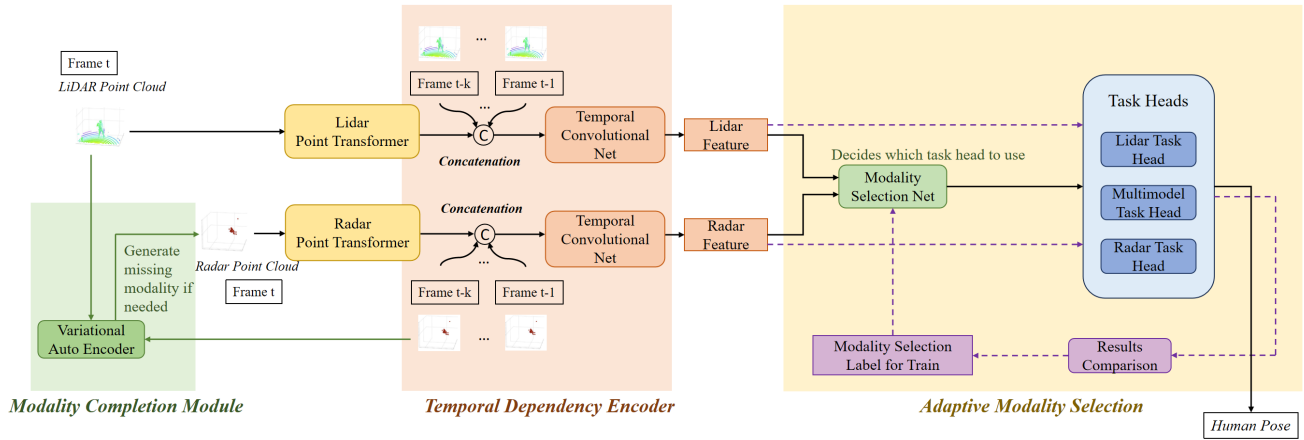 Frame t
LiDAR Point Cloud
Lidar
Point Transformer
...
Frame t-k
Frame t-1
...
C
Concatenation
Temporal
Convolutional
Net
Lidar
Feature
Radar Point Cloud
Frame t
Generate
missing
modality if
needed
Variational
Auto Encoder
Radar
Point Transformer
Concatenation
C
...
Frame t-k
Frame t-1
...
Temporal
Convolutional
Net
Radar
Feature
Decides which task head to use
Modality
Selection Net
Task Heads
Lidar Task
Head
Multimodel
Task Head
Radar Task
Head
Modality Selection
Label for Train
Results
Comparison
Modality Completion Module
Temporal Dependency Encoder
Adaptive Modality Selection
Human Pose